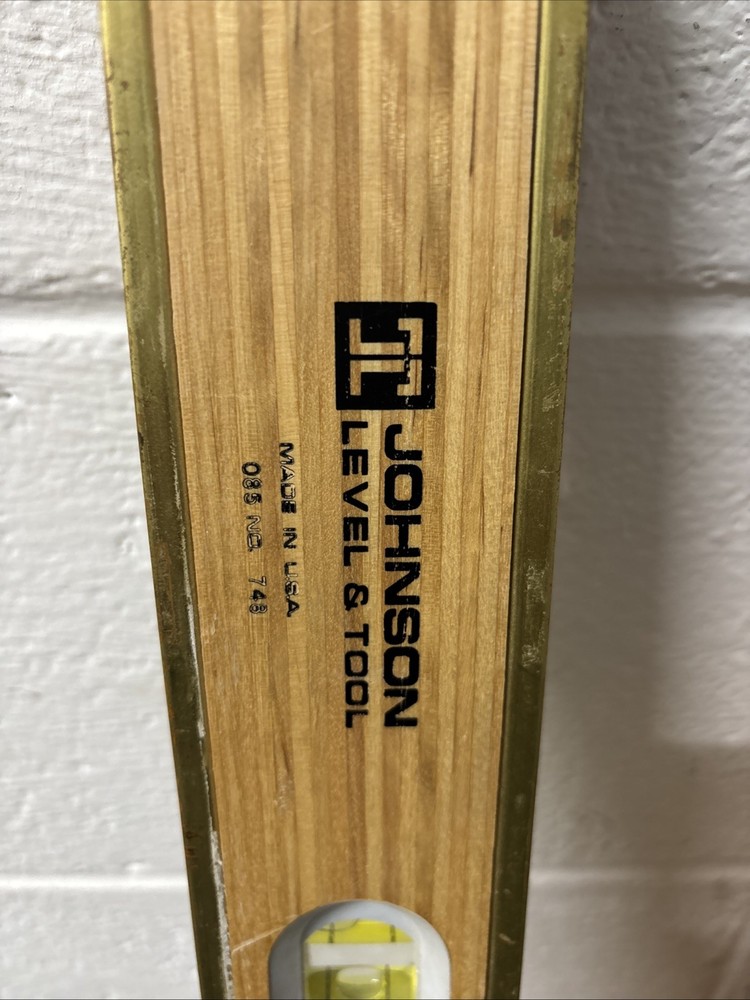 JOHNSON
LEVEL & TOOL
MADE IN U.S.A.
085 NO. 748